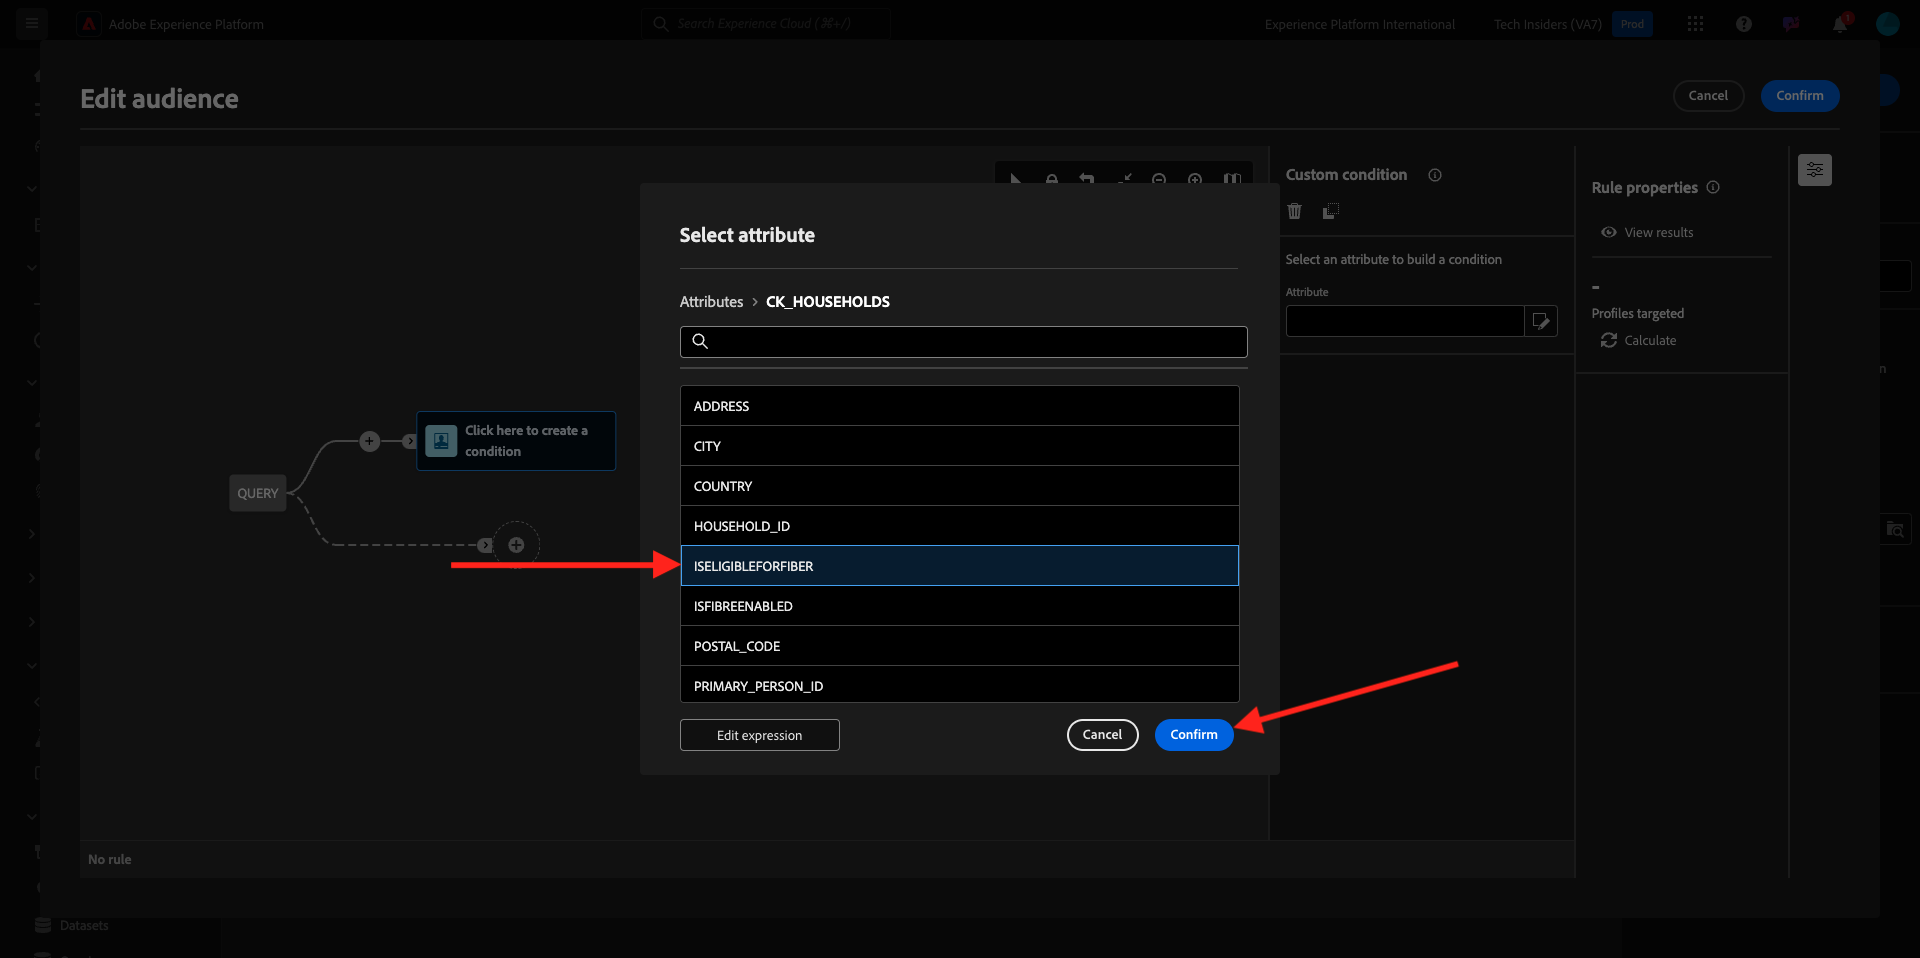 Adobe Experience Platform
Search Experience Cloud (⌘+/)
Experience Platform International
Tech Insiders (VA7)
Prod
1
Edit audience
Cancel
Confirm
Custom condition
Select an attribute to build a condition
Attribute
Rule properties
View results
-
Profiles targeted
Calculate
QUERY
Click here to create a
condition
Select attribute
Attributes > CK_HOUSEHOLDS
ADDRESS
CITY
COUNTRY
HOUSEHOLD_ID
ISELIGIBLEFORFIBER
ISFIBREENABLED
POSTAL_CODE
PRIMARY_PERSON_ID
Edit expression
Cancel
Confirm
No rule
Datasets